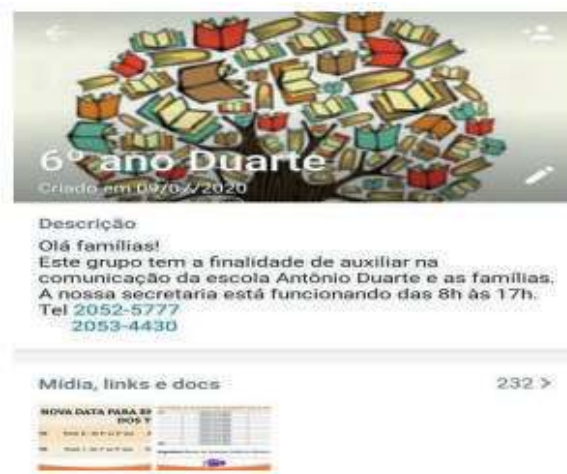 6º ano Duarte
Criado em 09/07/2020
Descrição
Olá famílias!
Este grupo tem a finalidade de auxiliar na
comunicação da escola Antônio Duarte e as famílias.
A nossa secretaria está funcionando das 8h às 17h.
Tel 2052-5777
2053-4430
Mídia, links e docs
232 >
NOVA DATA PARA
DOS